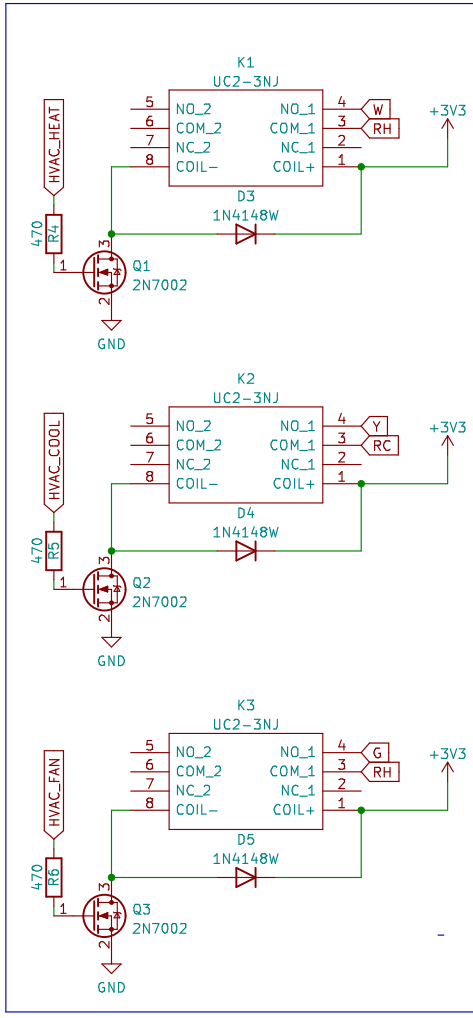 K1
UC2-3NJ
HVAC_HEAT
5 NO_2 NO_1 4 W
6 COM_2 COM_1 3 RH
7 NC_2 NC_1 2
8 COIL- COIL+ 1
+3V3
D3
1N4148W
470 R4
3
1
2
Q1
2N7002
GND
K2
UC2-3NJ
HVAC_COOL
5 NO_2 NO_1 4 Y
6 COM_2 COM_1 3 RC
7 NC_2 NC_1 2
8 COIL- COIL+ 1
+3V3
D4
1N4148W
470 R5
3
1
2
Q2
2N7002
GND
K3
UC2-3NJ
HVAC_FAN
5 NO_2 NO_1 4 G
6 COM_2 COM_1 3 RH
7 NC_2 NC_1 2
8 COIL- COIL+ 1
+3V3
D5
1N4148W
470 R6
3
1
2
Q3
2N7002
GND